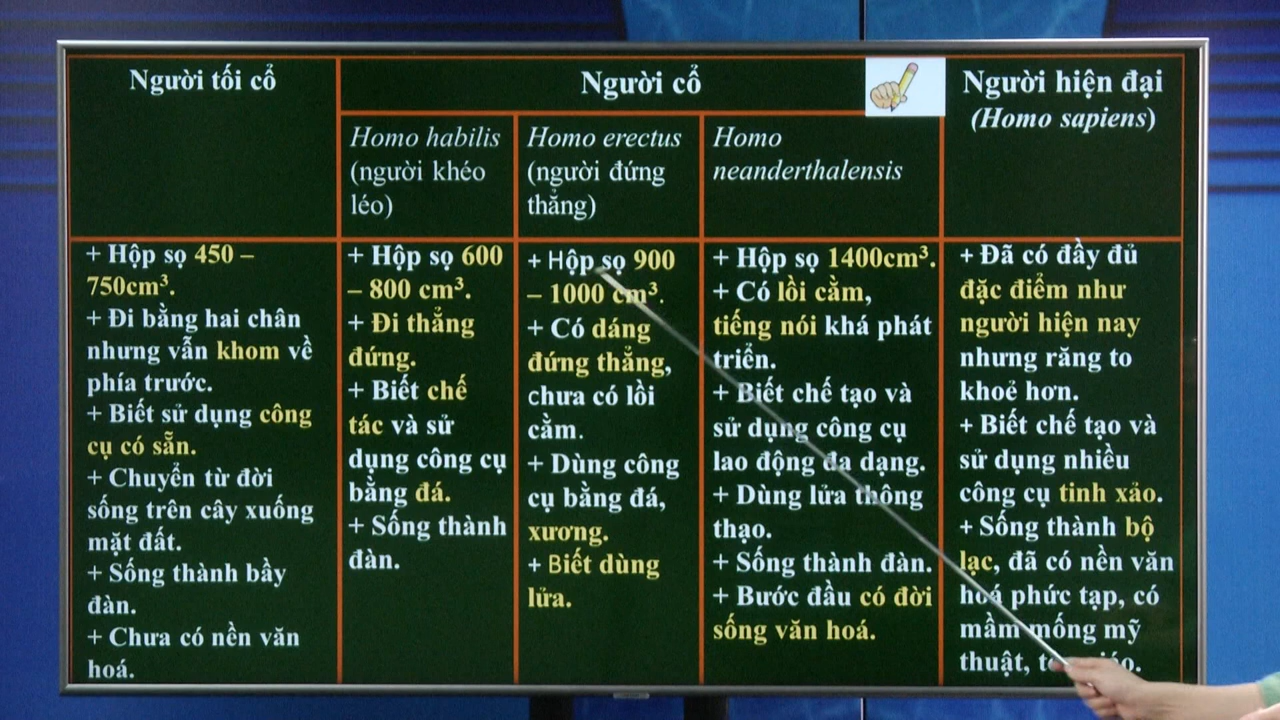 Người tối cổ
Người cổ
Người hiện đại
(Homo sapiens)
Homo habilis
(người khéo
léo)
Homo erectus
(người đứng
thẳng)
Homo
neanderthalensis
+ Hộp sọ 450 –
750cm³.
+ Đi bằng hai chân
nhưng vẫn khom về
phía trước.
+ Biết sử dụng công
cụ có sẵn.
+ Chuyển từ đời
sống trên cây xuống
mặt đất.
+ Sống thành bầy
đàn.
+ Chưa có nền văn
hoá.
+ Hộp sọ 600
– 800 cm³.
+ Đi thẳng
đứng.
+ Biết chế
tác và sử
dụng công cụ
bằng đá.
+ Sống thành
đàn.
+ Hộp sọ 900
– 1000 cm³.
+ Có dáng
đứng thẳng,
chưa có lồi
cằm.
+ Dùng công
cụ bằng đá,
xương.
+ Biết dùng
lửa.
+ Hộp sọ 1400cm³.
+ Có lồi cằm,
tiếng nói khá phát
triển.
+ Biết chế tạo và
sử dụng công cụ
lao động đa dạng.
+ Dùng lửa thông
thạo.
+ Sống thành đàn.
+ Bước đầu có đời
sống văn hoá.
+ Đã có đầy đủ
đặc điểm như
người hiện nay
nhưng răng to
khoẻ hơn.
+ Biết chế tạo và
sử dụng nhiều
công cụ tinh xảo.
+ Sống thành bộ
lạc, đã có nền văn
hoá phức tạp, có
mầm mống mỹ
thuật,